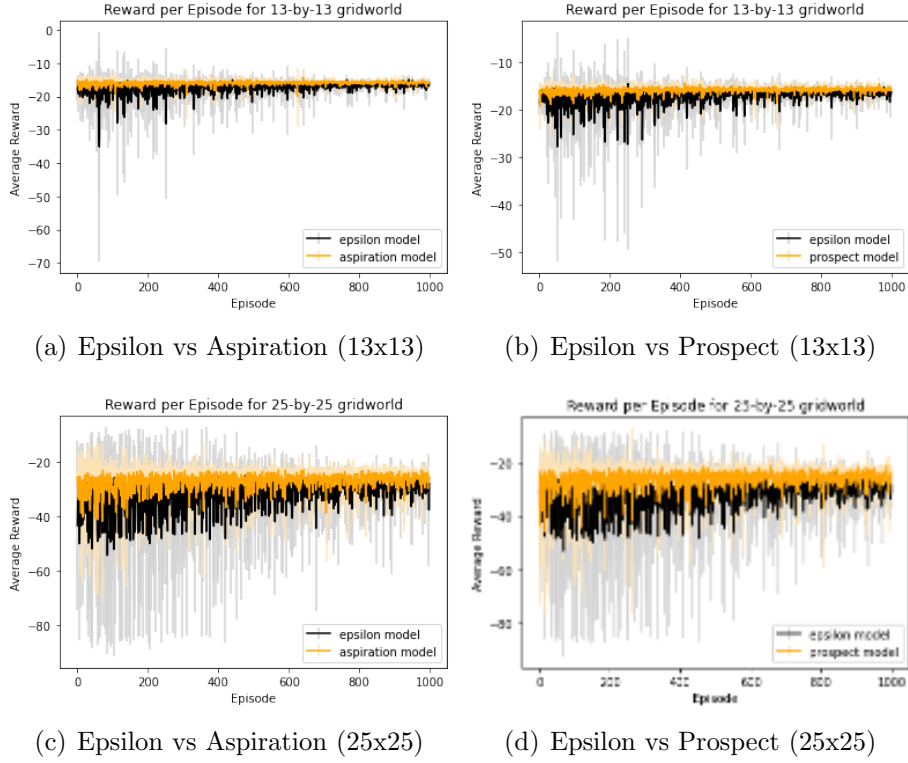 Reward per Episode for 13-by-13 gridworld
0
−10
−20
−30
−40
−50
−60
−70
Average Reward
epsilon model
aspiration model
0 200 400 600 800 1000
Episode
(a) Epsilon vs Aspiration (13x13)
Reward per Episode for 13-by-13 gridworld
−10
−20
−30
−40
−50
Average Reward
epsilon model
prospect model
0 200 400 600 800 1000
Episode
(b) Epsilon vs Prospect (13x13)
Reward per Episode for 25-by-25 gridworld
−20
−40
−60
−80
Average Reward
epsilon model
aspiration model
0 200 400 600 800 1000
Episode
(c) Epsilon vs Aspiration (25x25)
Reward per Episode for 25-by-25 gridworld
−20
−40
−60
−80
Average Reward
epsilon model
prospect model
0 200 400 600 800 1000
Episode
(d) Epsilon vs Prospect (25x25)